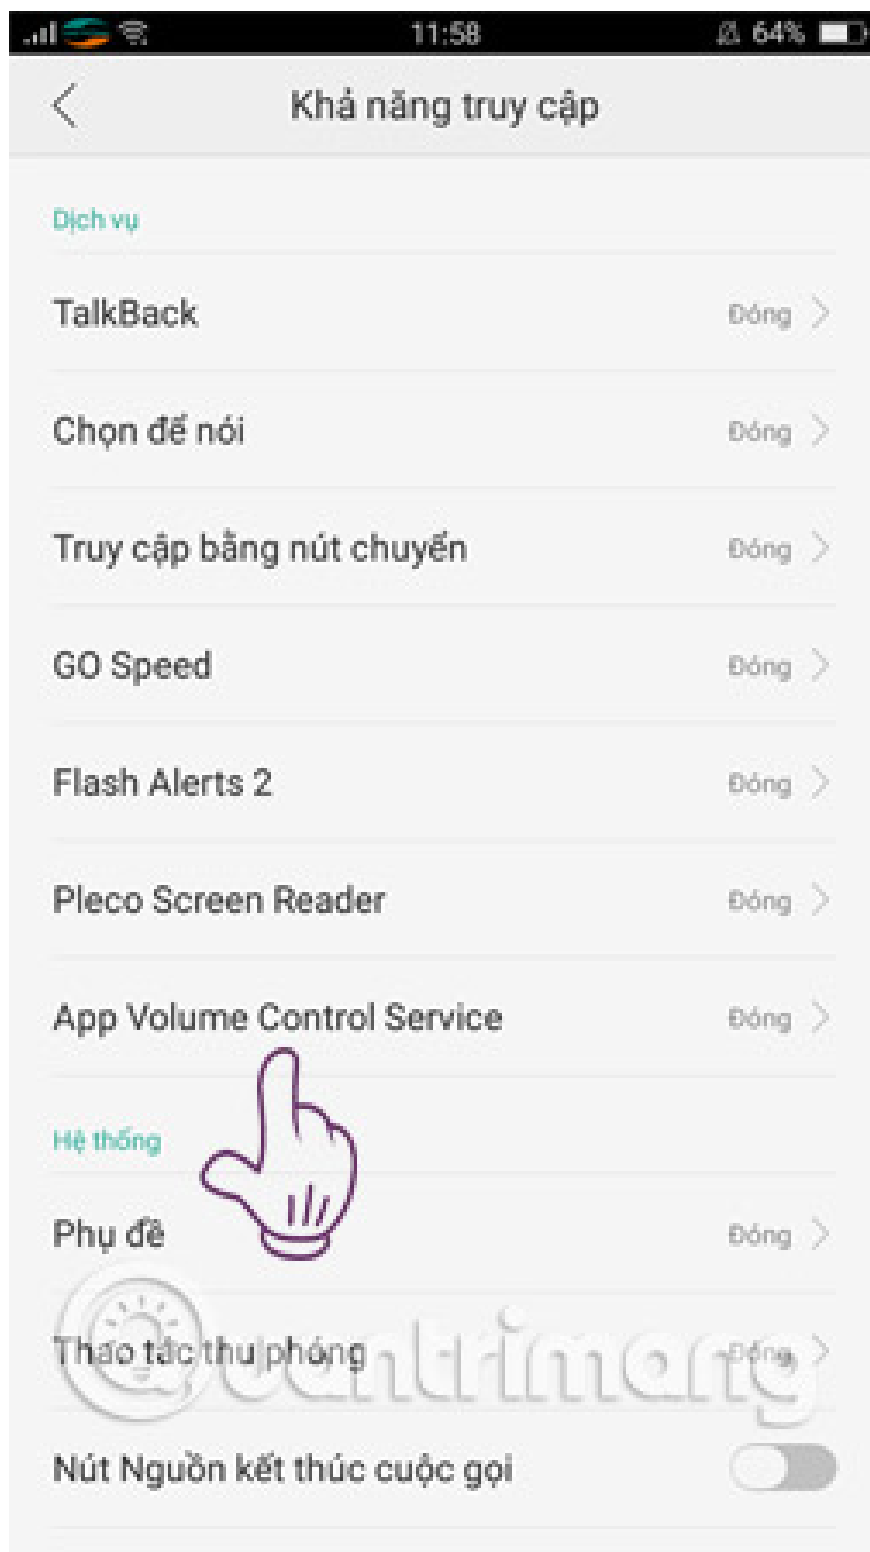 11:58
64%
Khả năng truy cập
Dịch vụ
TalkBack Đóng
Chọn để nói Đóng
Truy cập bằng nút chuyển Đóng
GO Speed Đóng
Flash Alerts 2 Đóng
Pleco Screen Reader Đóng
App Volume Control Service Đóng
Hệ thống
Phụ đề Đóng
Thao tác thu phóng Đóng
Quantrimang
Nút Nguồn kết thúc cuộc gọi